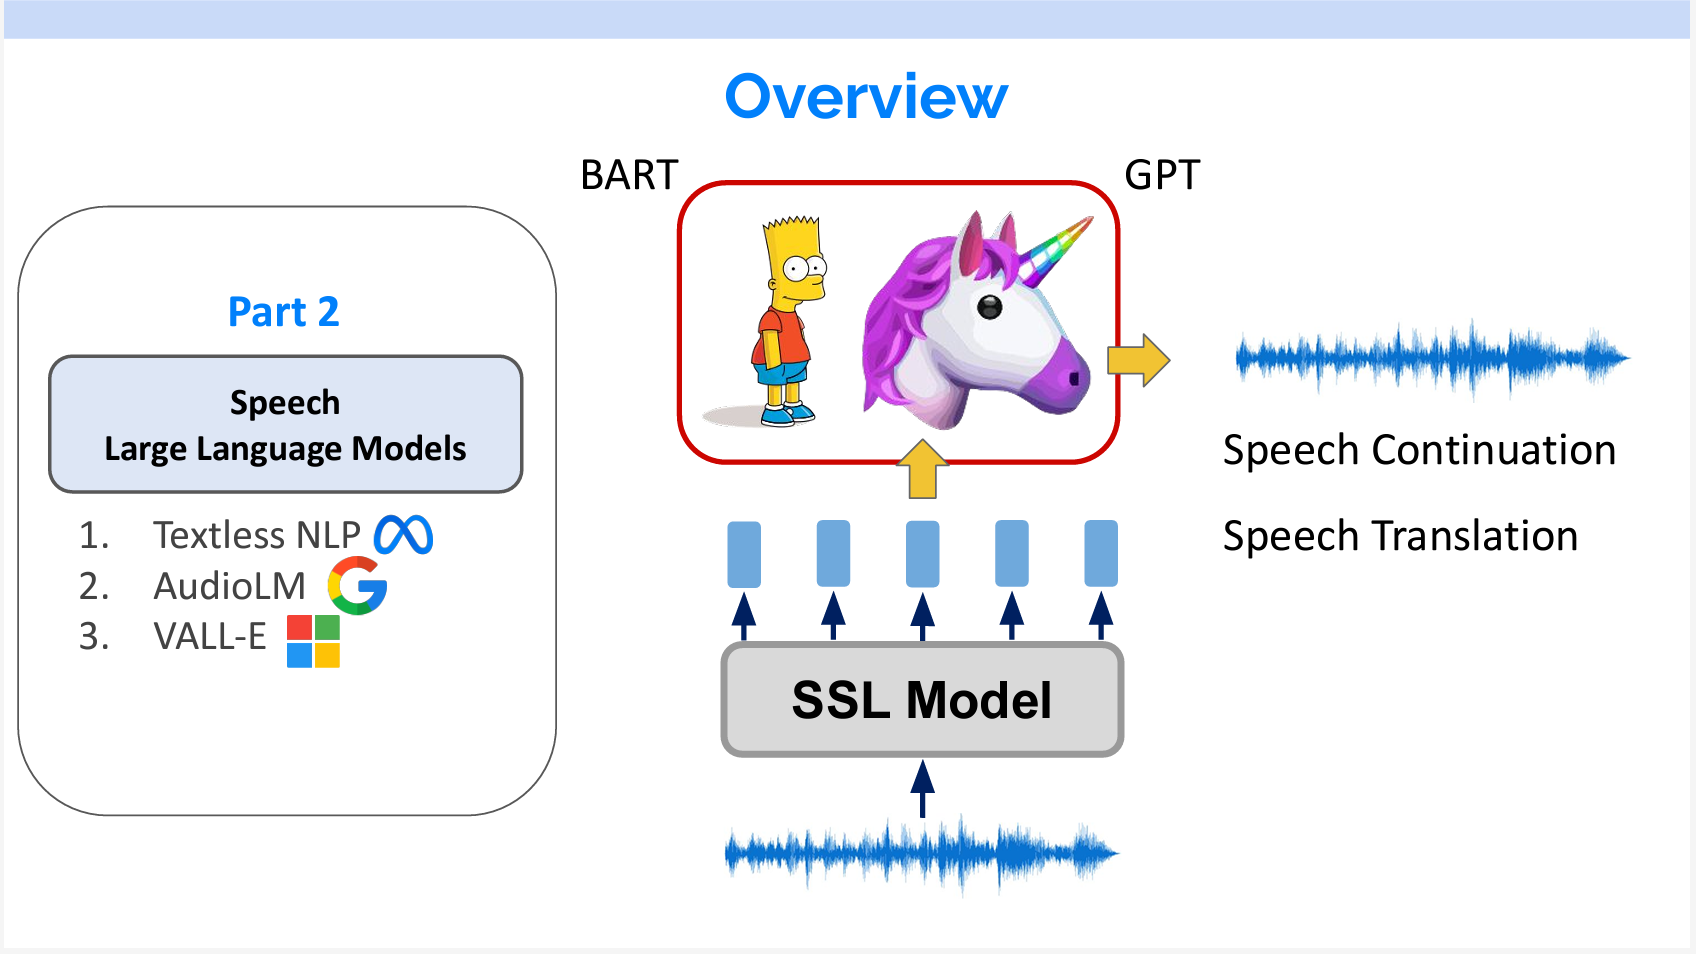 Overview
BART
GPT
Part 2
Speech
Large Language Models
1. Textless NLP
2. AudioLM
3. VALL-E
Speech Continuation
Speech Translation
SSL Model